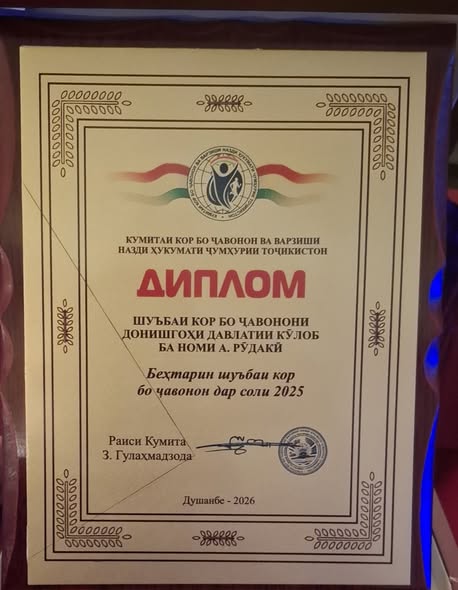 КУМИТАИ КОР БО ҶАВОНОН ВА ВАРЗИШИ
НАЗДИ ҲУКУМАТИ ҶУМҲУРИИ ТОҶИКИСТОН
ДИПЛОМ
ШУЪБАИ КОР БО ҶАВОНОНИ
ДОНИШГОҲИ ДАВЛАТИИ КӮЛОБ
БА НОМИ А. РӮДАКӢ
Беҳтарин шуъбаи кор
бо ҷавонон дар соли 2025
Раиси Кумита
З. Гулаҳмадзода
Душанбе - 2026